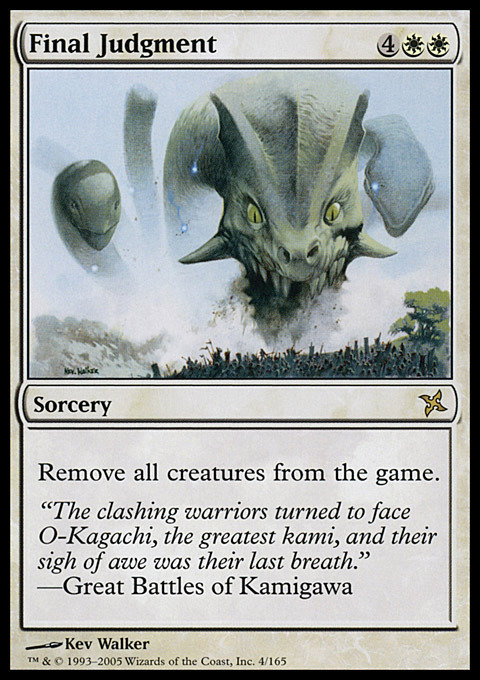 Final Judgment 4
KEV WALKER
Sorcery
Remove all creatures from the game.
“The clashing warriors turned to face
O-Kagachi, the greatest kami, and their
sigh of awe was their last breath.”
—Great Battles of Kamigawa
Kev Walker
™ & © 1993–2005 Wizards of the Coast, Inc. 4/165